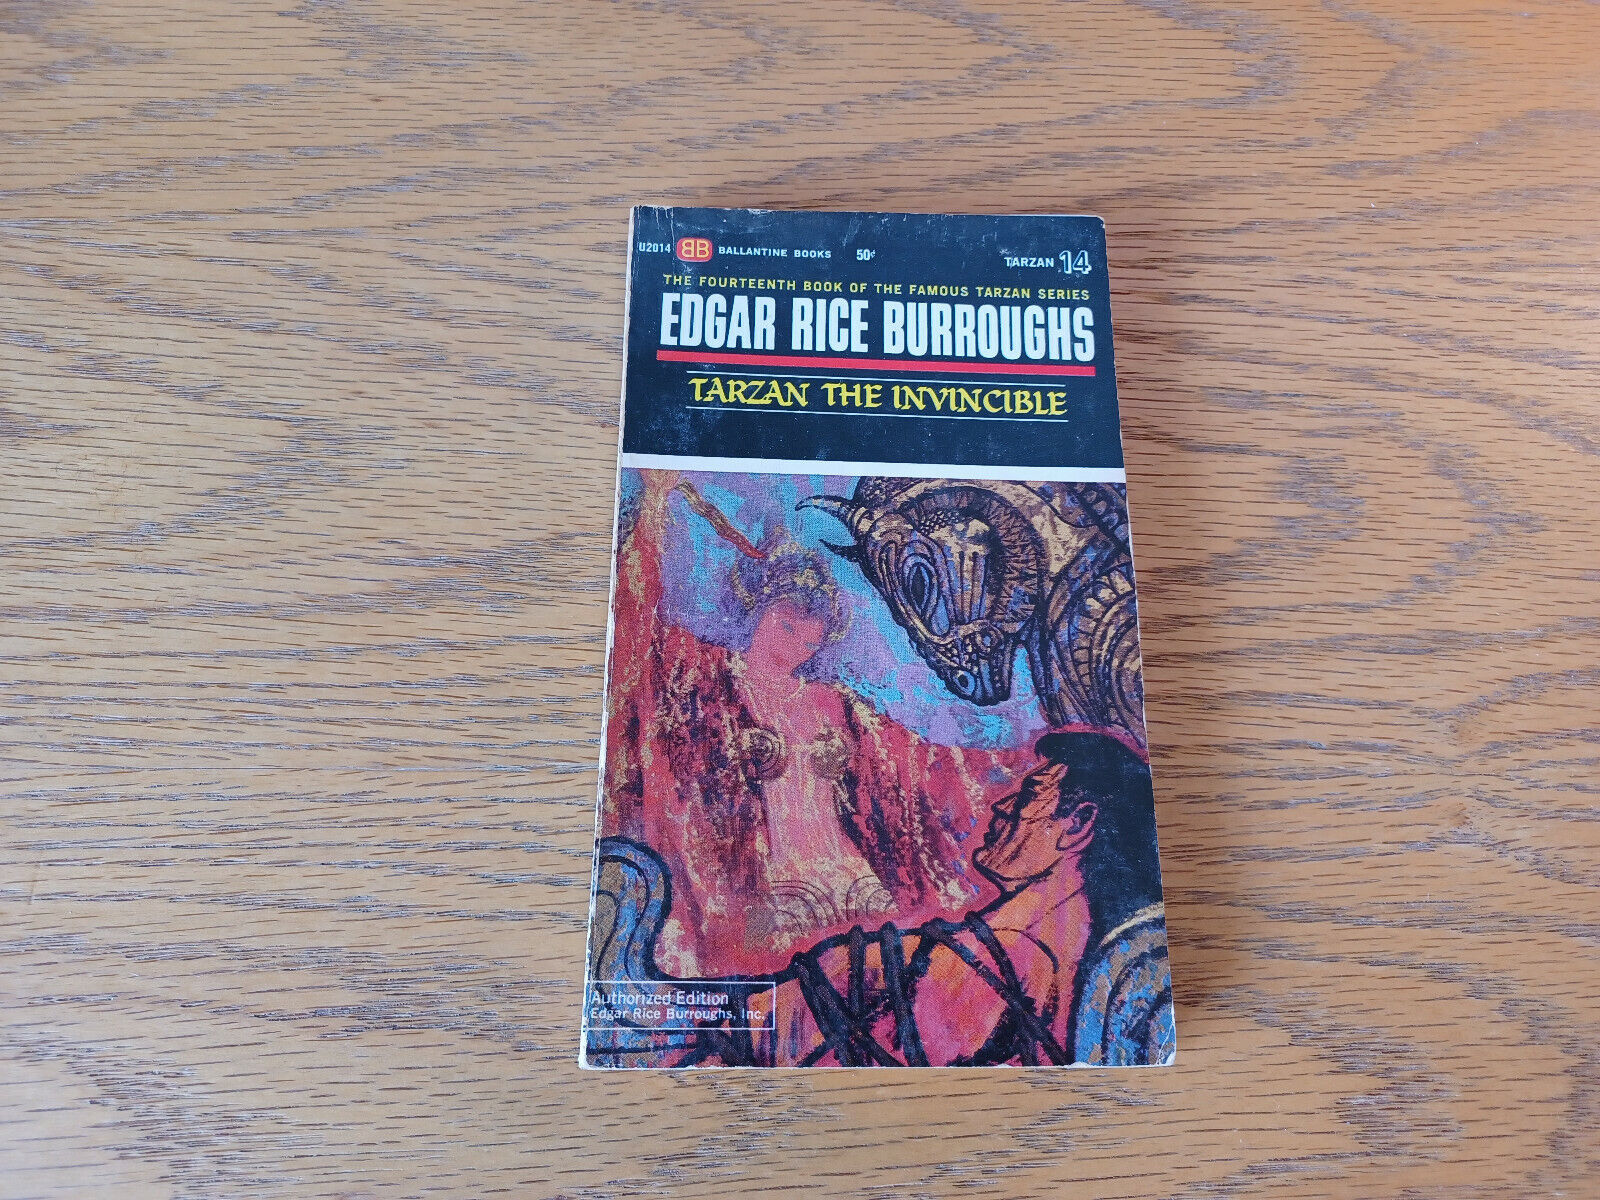 U2014 BB BALLANTINE BOOKS 50¢ TARZAN 14
THE FOURTEENTH BOOK OF THE FAMOUS TARZAN SERIES
EDGAR RICE BURROUGHS
TARZAN THE INVINCIBLE
Authorized Edition
Edgar Rice Burroughs, Inc.